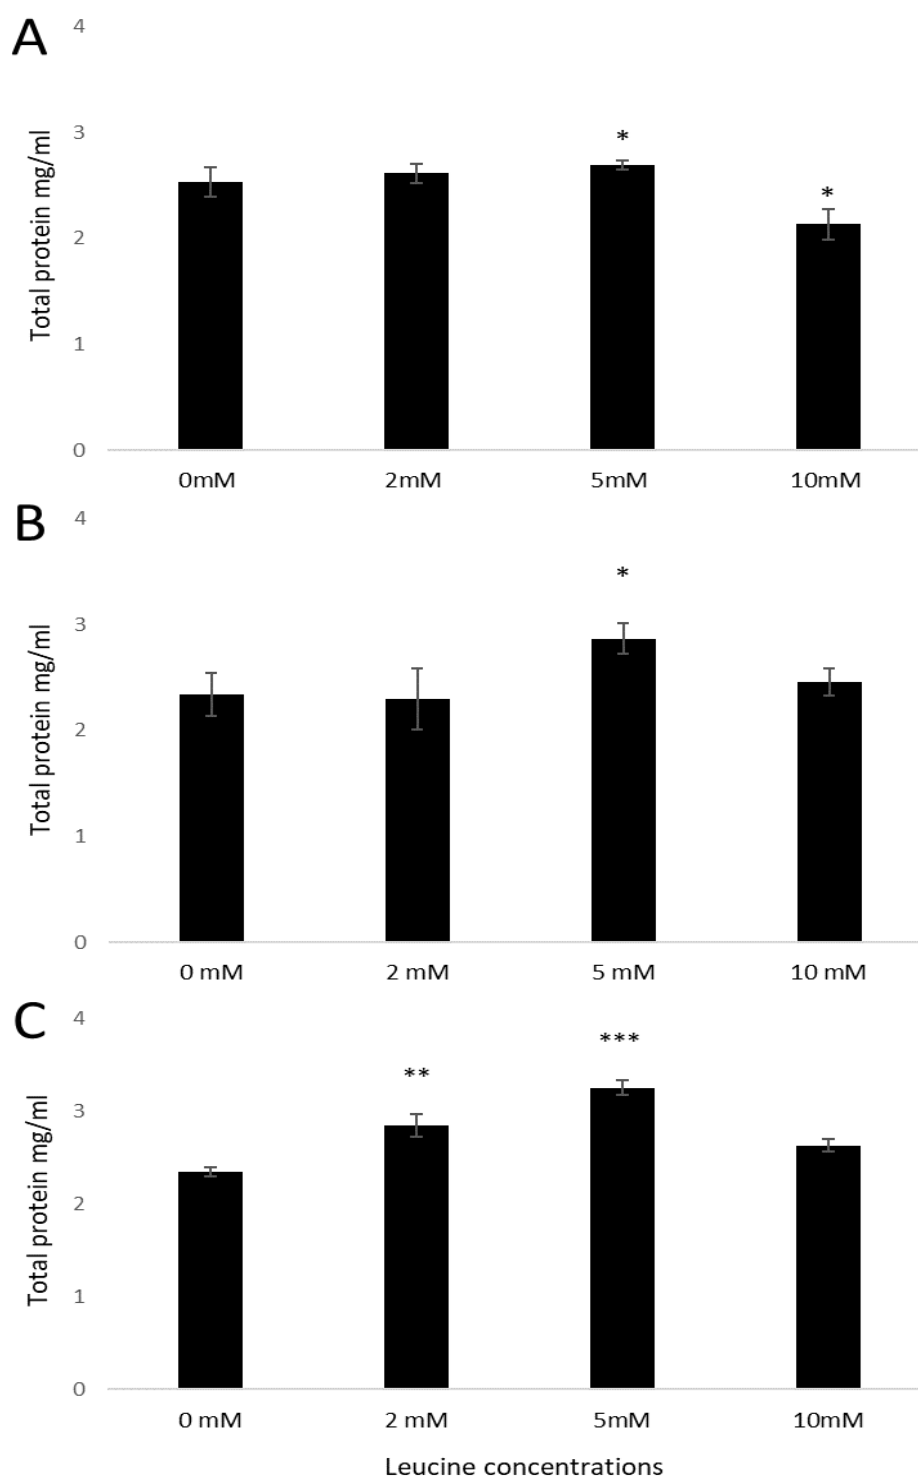 A
4
3
2
1
0
Total protein mg/ml
*
*
0mM 2mM 5mM 10mM
B
4
3
2
1
0
Total protein mg/ml
*
0 mM 2 mM 5 mM 10 mM
C
4
3
2
1
0
Total protein mg/ml
**
***
0 mM 2 mM 5mM 10mM
Leucine concentrations